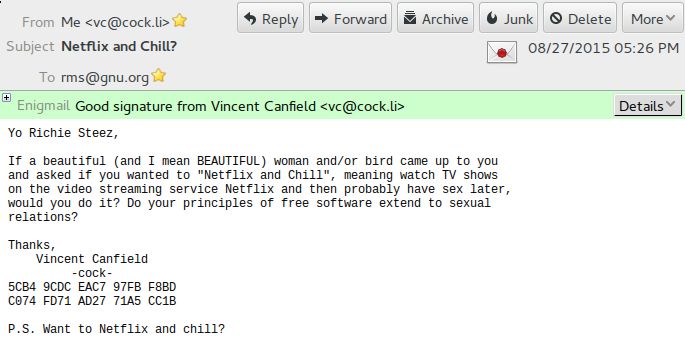 From Me <vc@cock.li> Reply Forward Archive Junk Delete More
Subject Netflix and Chill? 08/27/2015 05:26 PM
To rms@gnu.org
Enigmail Good signature from Vincent Canfield <vc@cock.li> Details
Yo Richie Steez,
If a beautiful (and I mean BEAUTIFUL) woman and/or bird came up to you
and asked if you wanted to "Netflix and Chill", meaning watch TV shows
on the video streaming service Netflix and then probably have sex later,
would you do it? Do your principles of free software extend to sexual
relations?
Thanks,
Vincent Canfield
-cock-
5CB4 9CDC EAC7 97FB F8BD
C074 FD71 AD27 71A5 CC1B
P.S. Want to Netflix and chill?